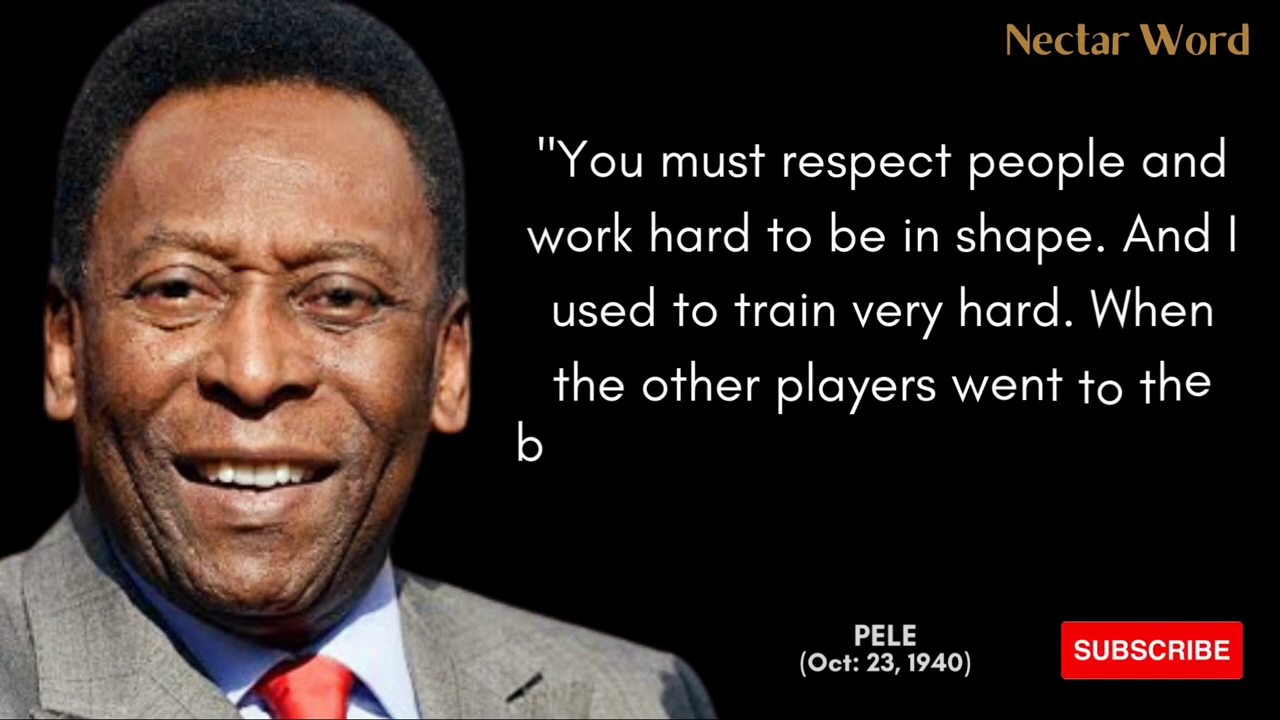 Nectar Word
"You must respect people and
work hard to be in shape. And I
used to train very hard. When
the other players went to the
b
PELE
(Oct: 23, 1940)
SUBSCRIBE